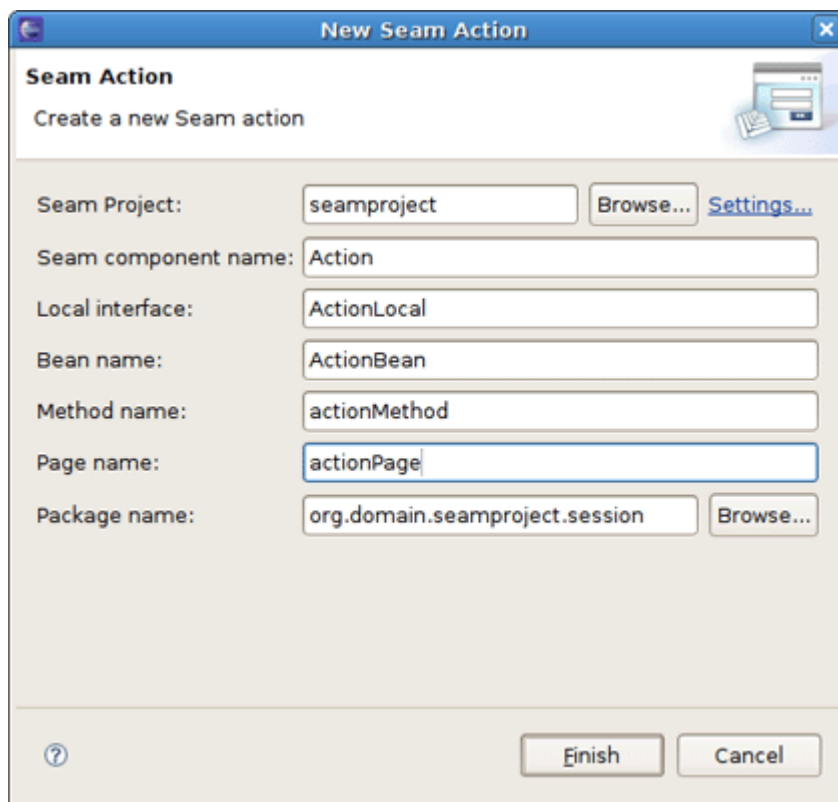 New Seam Action
Seam Action
Create a new Seam action
Seam Project: seamproject Browse... Settings...
Seam component name: Action
Local interface: ActionLocal
Bean name: ActionBean
Method name: actionMethod
Page name: actionPage
Package name: org.domain.seamproject.session Browse...
? Finish Cancel